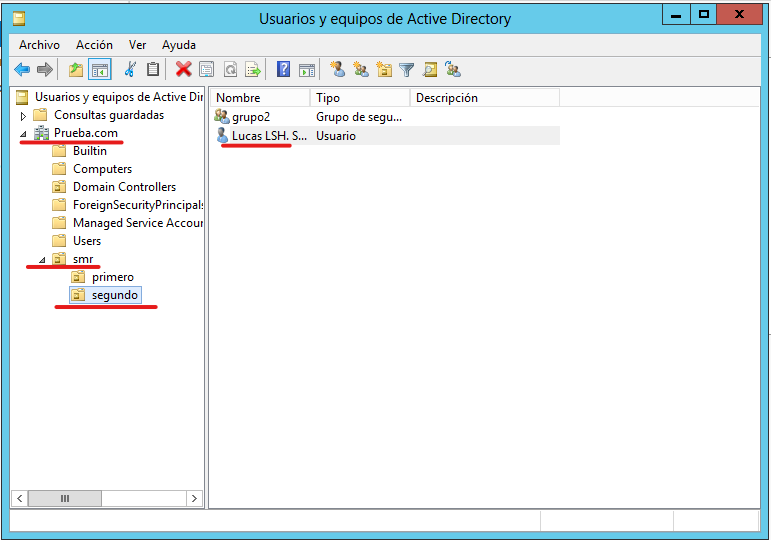 Usuarios y equipos de Active Directory
Archivo Acción Ver Ayuda
Usuarios y equipos de Active Dir
Consultas guardadas
Prueba.com
Builtin
Computers
Domain Controllers
ForeignSecurityPrincipals
Managed Service Accour
Users
smr
primero
segundo
Nombre Tipo Descripción
grupo2 Grupo de segu...
Lucas LSH. S... Usuario